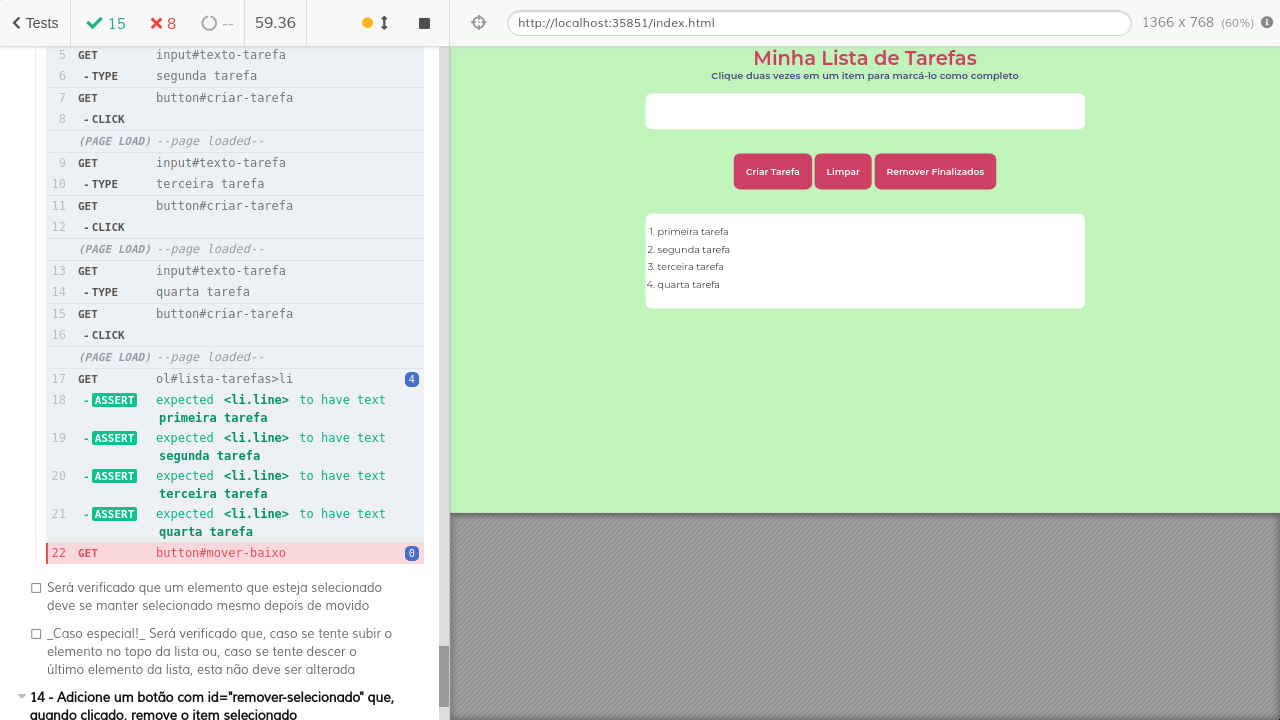 Tests
15
8
--
59.36
5 GET input#texto-tarefa
6 - TYPE segunda tarefa
7 GET button#criar-tarefa
8 - CLICK
(PAGE LOAD) --page loaded--
9 GET input#texto-tarefa
10 - TYPE terceira tarefa
11 GET button#criar-tarefa
12 - CLICK
(PAGE LOAD) --page loaded--
13 GET input#texto-tarefa
14 - TYPE quarta tarefa
15 GET button#criar-tarefa
16 - CLICK
(PAGE LOAD) --page loaded--
17 GET ol#lista-tarefas>li 4
18 - ASSERT expected <li.line> to have text
primeira tarefa
19 - ASSERT expected <li.line> to have text
segunda tarefa
20 - ASSERT expected <li.line> to have text
terceira tarefa
21 - ASSERT expected <li.line> to have text
quarta tarefa
22 GET button#mover-baixo 0
Será verificado que um elemento que esteja selecionado
deve se manter selecionado mesmo depois de movido
_Caso especial!_ Será verificado que, caso se tente subir o
elemento no topo da lista ou, caso se tente descer o
último elemento da lista, esta não deve ser alterada
14 - Adicione um botão com id="remover-selecionado" que,
quando clicado, remove o item selecionado
http://localhost:35851/index.html
1366 x 768 (60%)
Minha Lista de Tarefas
Clique duas vezes em um item para marcá-lo como completo
Criar Tarefa
Limpar
Remover Finalizados
1. primeira tarefa
2. segunda tarefa
3. terceira tarefa
4. quarta tarefa